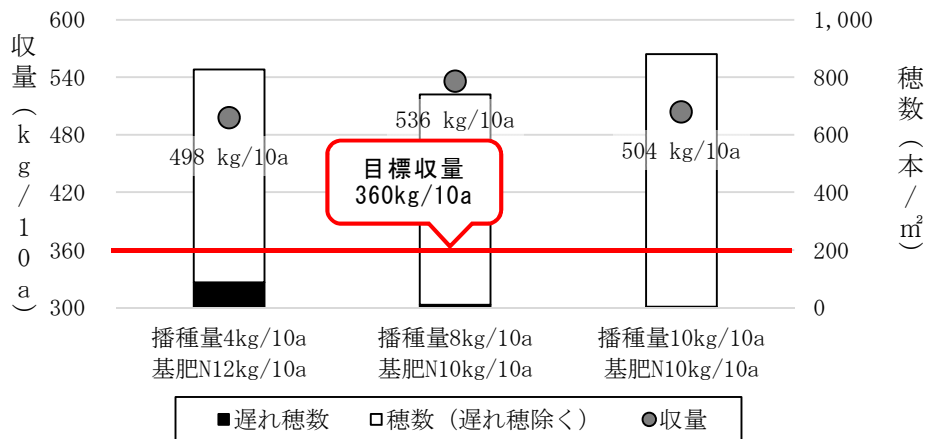 収量（kg/10a）
600
540
480
420
360
300
1,000
800
600
400
200
0
穂数（本/㎡）
498 kg/10a
536 kg/10a
504 kg/10a
目標収量
360kg/10a
播種量4kg/10a
基肥N12kg/10a
播種量8kg/10a
基肥N10kg/10a
播種量10kg/10a
基肥N10kg/10a
■遅れ穂数 □穂数（遅れ穂除く） ●収量